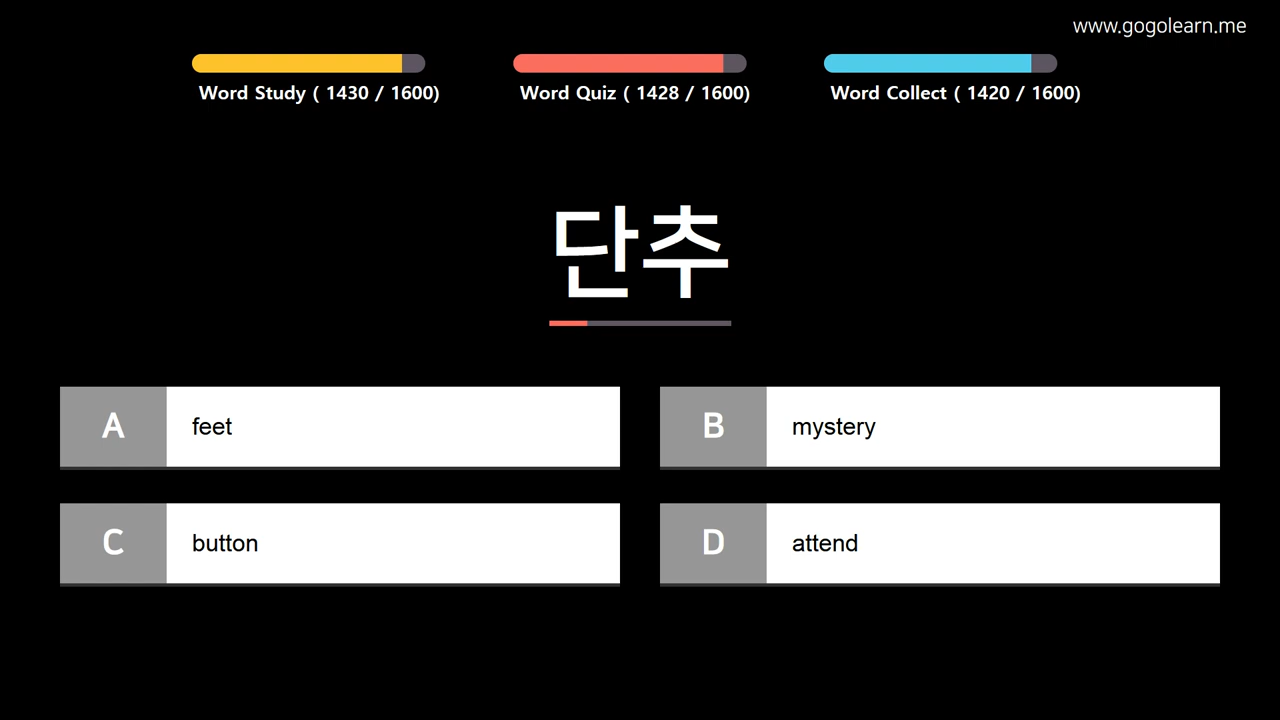 www.gogolearn.me
Word Study ( 1430 / 1600)
Word Quiz ( 1428 / 1600)
Word Collect ( 1420 / 1600)
단추
A feet
B mystery
C button
D attend